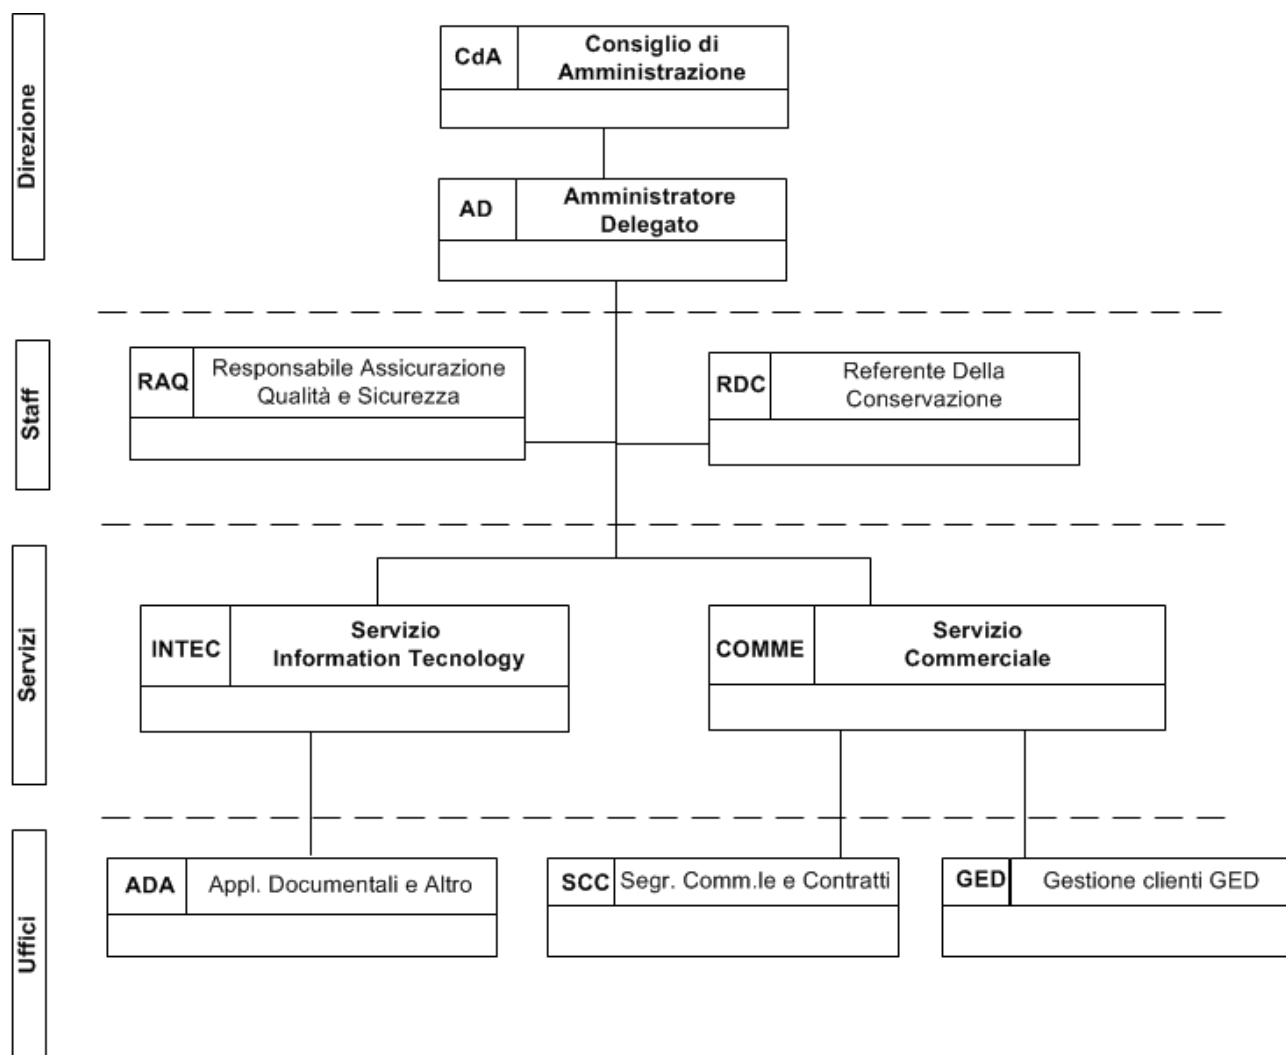 Direzione
CdA
Consiglio di
Amministrazione
AD
Amministratore
Delegato
Staff
RAQ
Responsabile Assicurazione
Qualità e Sicurezza
RDC
Referente Della
Conservazione
Servizi
INTEC
Servizio
Information Tecnology
COMME
Servizio
Commerciale
Uffici
ADA
Appl. Documentali e Altro
SCC
Segr. Comm.le e Contratti
GED
Gestione clienti GED